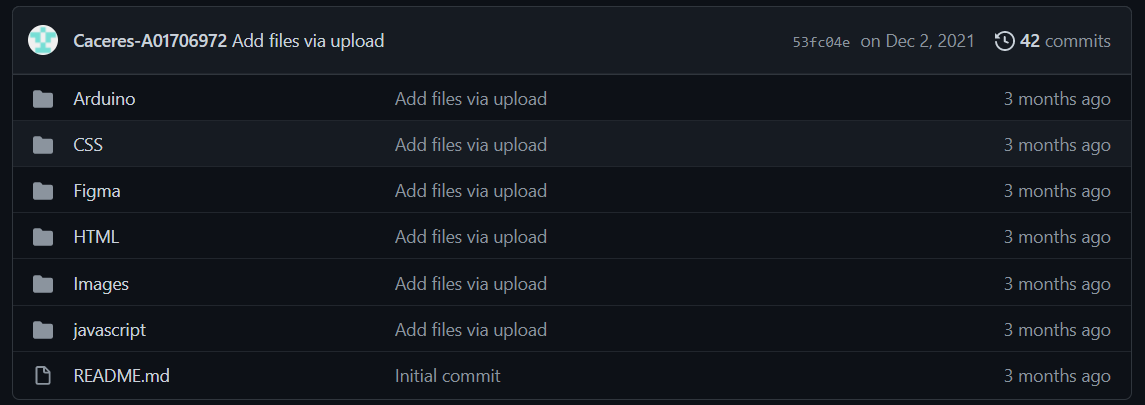 Caceres-A01706972 Add files via upload 53fc04e on Dec 2, 2021 42 commits
Arduino Add files via upload 3 months ago
CSS Add files via upload 3 months ago
Figma Add files via upload 3 months ago
HTML Add files via upload 3 months ago
Images Add files via upload 3 months ago
javascript Add files via upload 3 months ago
README.md Initial commit 3 months ago